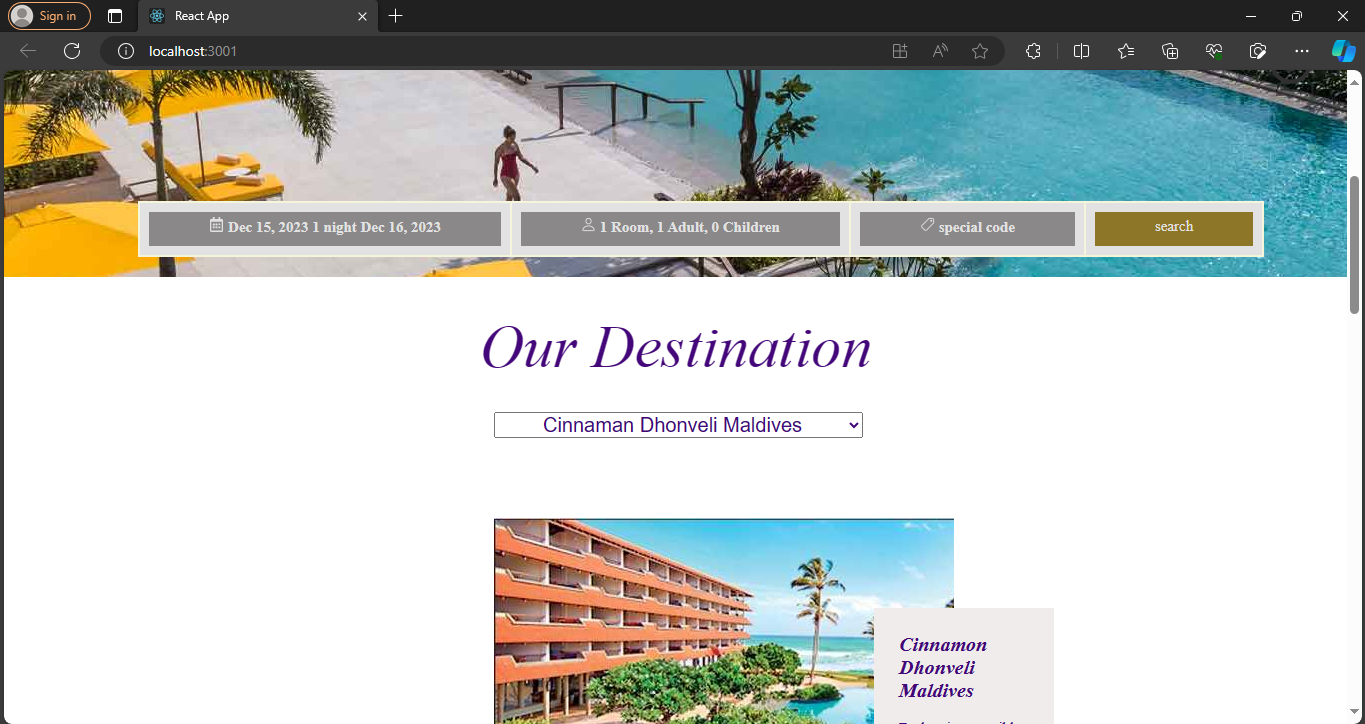 Sign in
React App
localhost:3001
Dec 15, 2023 1 night Dec 16, 2023
1 Room, 1 Adult, 0 Children
special code
search
Our Destination
Cinnaman Dhonveli Maldives
Cinnamon
Dhonveli
Maldives